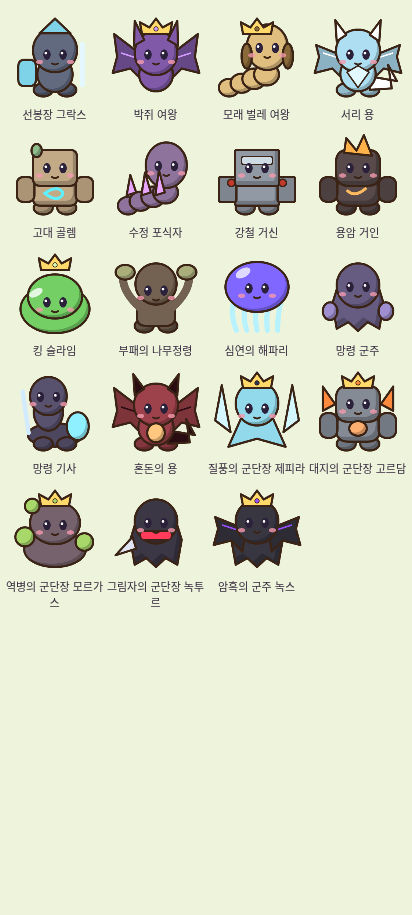 선봉장 그락스
박쥐 여왕
모래 벌레 여왕
서리 용
고대 골렘
수정 포식자
강철 거신
용암 거인
킹 슬라임
부패의 나무정령
심연의 해파리
망령 군주
망령 기사
혼돈의 용
질풍의 군단장 제피라
대지의 군단장 고르담
역병의 군단장 모르가
스
그림자의 군단장 녹투
르
암흑의 군주 녹스